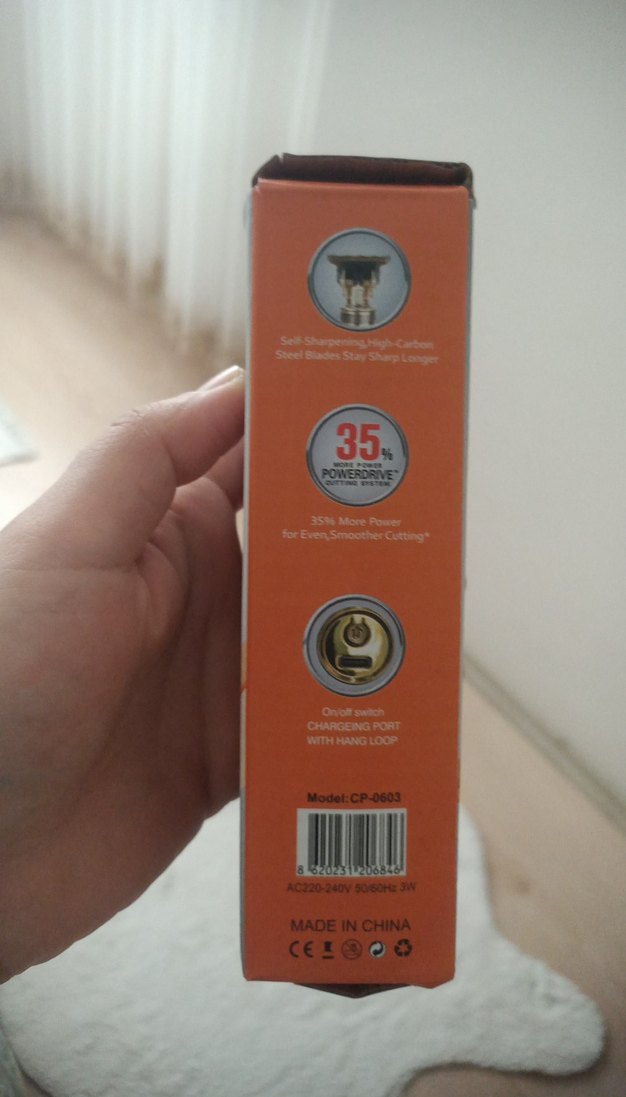 Self-Sharpening,High-Carbon
Steel Blades Stay Sharp Longer
35%
MORE POWER
POWERDRIVE™
CUTTING SYSTEM
35% More Power
for Even,Smoother Cutting*
On/off switch
CHARGEING PORT
WITH HANG LOOP
Model:CP-0603
8 620231 206846
AC220-240V 50/60Hz 3W
MADE IN CHINA
CE